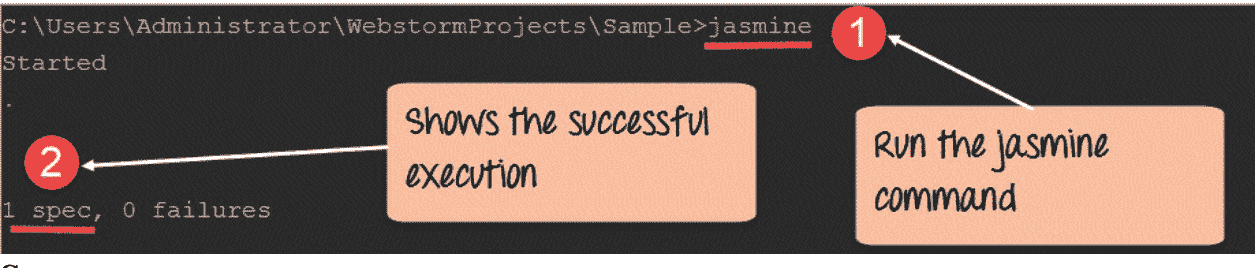 C:\Users\Administrator\WebstormProjects\Sample>jasmine
1
Started
.
Shows the successful
execution
Run the jasmine
command
2
1 spec, 0 failures